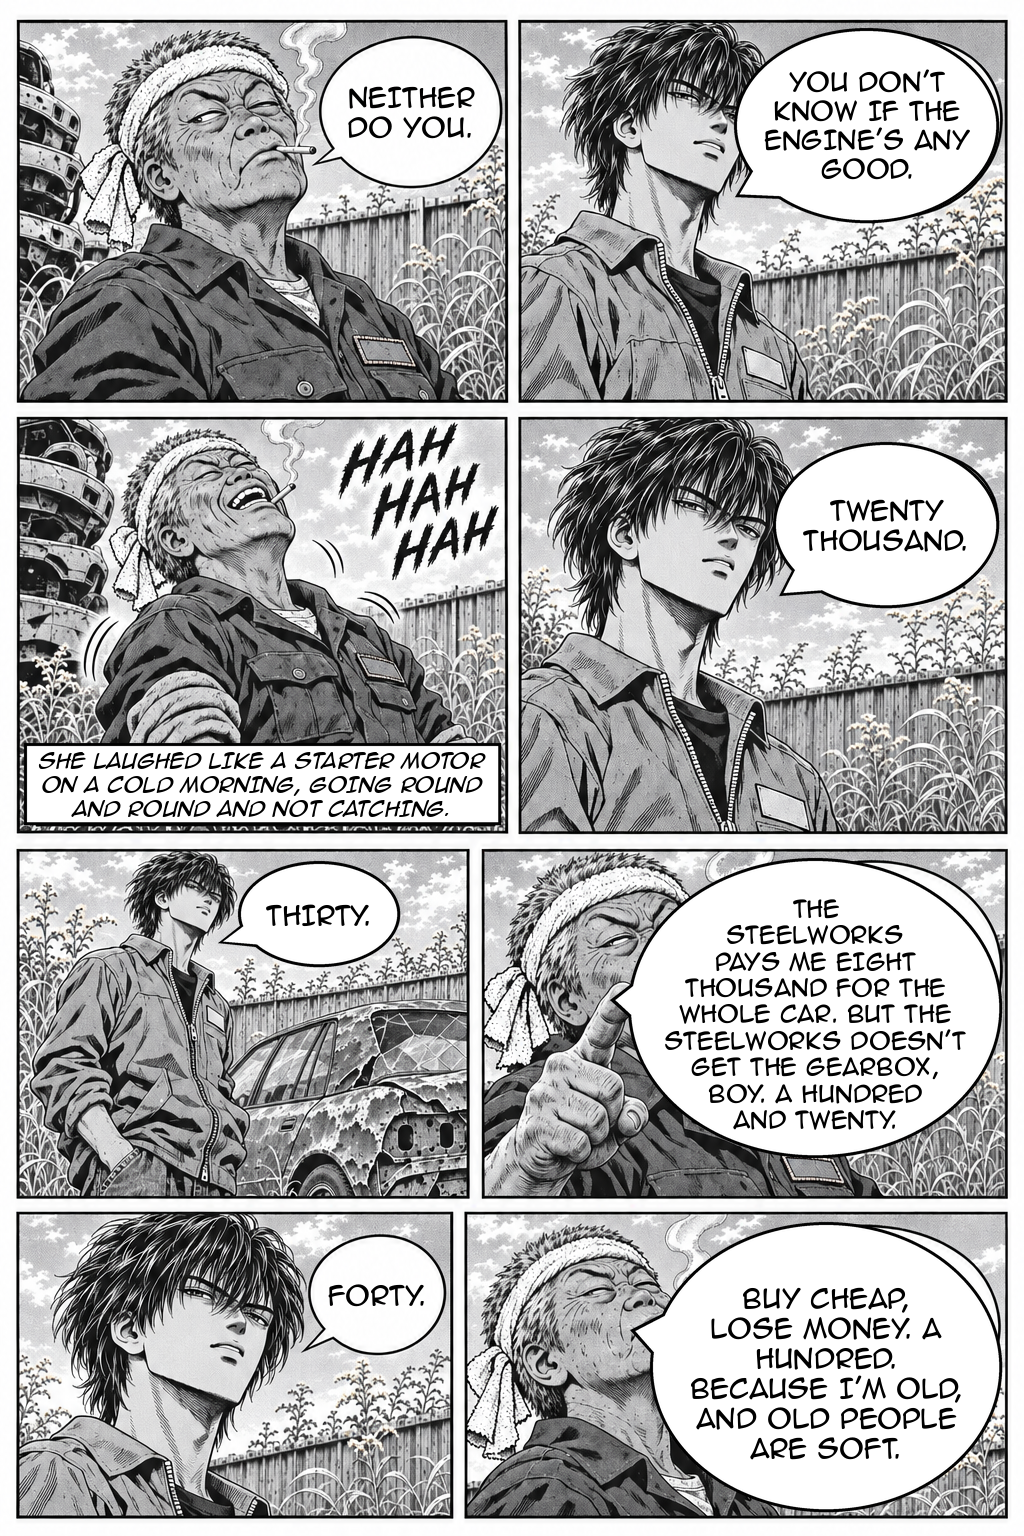 YOU DON'T
KNOW IF THE
ENGINE'S ANY
GOOD.
NEITHER
DO YOU.
TWENTY
THOUSAND.
HAH
HAH
HAH
SHE LAUGHED LIKE A STARTER MOTOR
ON A COLD MORNING, GOING ROUND
AND ROUND AND NOT CATCHING.
THE
STEELWORKS
PAYS ME EIGHT
THOUSAND FOR THE
WHOLE CAR. BUT THE
STEELWORKS DOESN'T
GET THE GEARBOX,
BOY. A HUNDRED
AND TWENTY.
THIRTY.
BUY CHEAP,
LOSE MONEY. A
HUNDRED.
BECAUSE I'M OLD,
AND OLD PEOPLE
ARE SOFT.
FORTY.